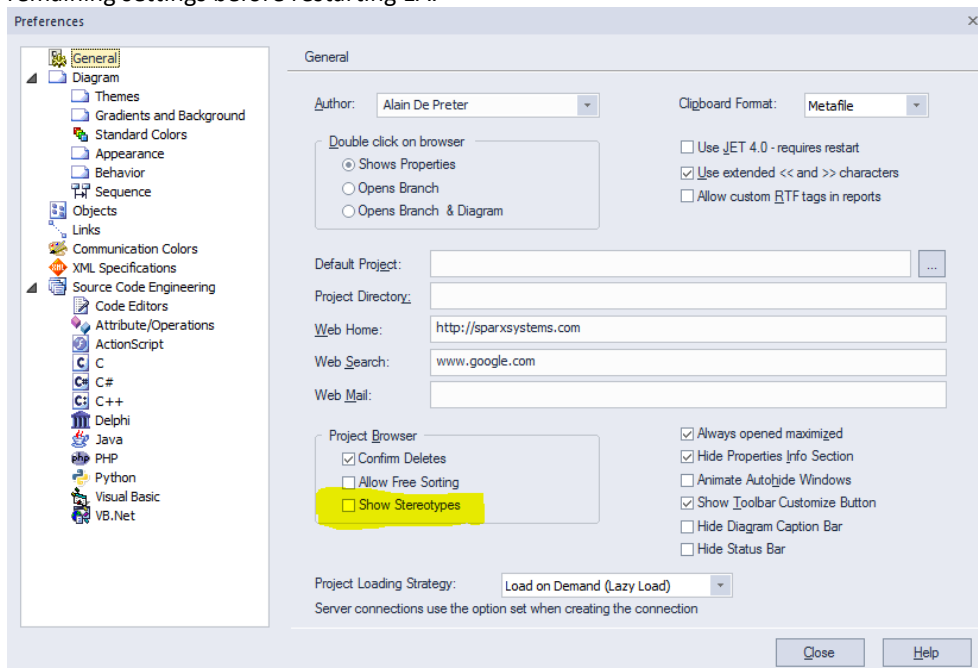 remaining settings before restarting EA.
Preferences
General
Diagram
Themes
Gradients and Background
Standard Colors
Appearance
Behavior
Sequence
Objects
Links
Communication Colors
XML Specifications
Source Code Engineering
Code Editors
Attribute/Operations
ActionScript
C
C#
C++
Delphi
Java
PHP
Python
Visual Basic
VB.Net
General
Author: Alain De Preter
Clipboard Format: Metafile
Double click on browser
Shows Properties
Opens Branch
Opens Branch & Diagram
Use JET 4.0 - requires restart
Use extended << and >> characters
Allow custom RTF tags in reports
Default Project: ...
Project Directory:
Web Home: http://sparxsystems.com
Web Search: www.google.com
Web Mail:
Project Browser
Confirm Deletes
Allow Free Sorting
Show Stereotypes
Always opened maximized
Hide Properties Info Section
Animate Autohide Windows
Show Toolbar Customize Button
Hide Diagram Caption Bar
Hide Status Bar
Project Loading Strategy: Load on Demand (Lazy Load)
Server connections use the option set when creating the connection
Close Help